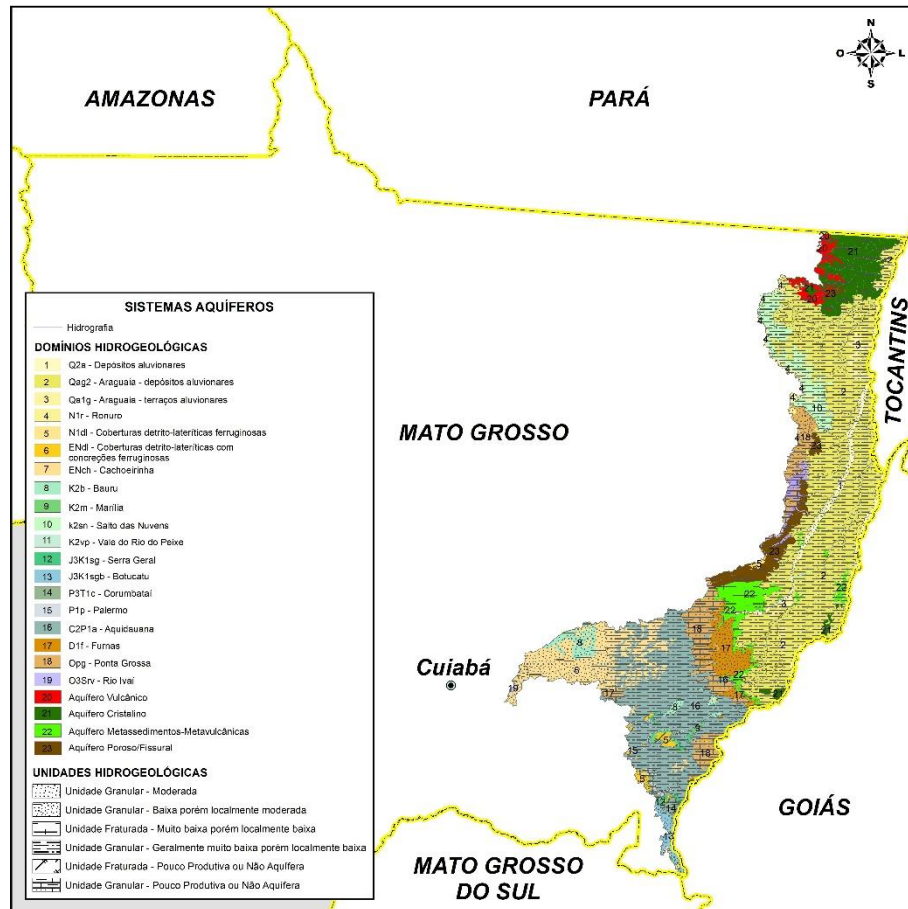 N
O L
S
AMAZONAS
PARÁ
TOCANTINS
MATO GROSSO
Cuiabá
GOIÁS
MATO GROSSO
DO SUL
SISTEMAS AQUÍFEROS
Hidrografia
DOMÍNIOS HIDROGEOLÓGICAS
1 Q2a - Depósitos aluvionares
2 Qag2 - Araguaia - depósitos aluvionares
3 Qa1g - Araguaia - terraços aluvionares
4 N1r - Ronuro
5 N1dl - Coberturas detrito-lateríticas ferruginosas
6 ENdl - Coberturas detrito-lateríticas com
concreções ferruginosas
7 ENch - Cachoeirinha
8 K2b - Bauru
9 K2m - Marília
10 k2sn - Salto das Nuvens
11 K2vp - Vale do Rio do Peixe
12 J3K1sg - Serra Geral
13 J3K1sgb - Botucatu
14 P3T1c - Corumbataí
15 P1p - Palermo
16 C2P1a - Aquidauana
17 D1f - Furnas
18 Opg - Ponta Grossa
19 O3Srv - Rio Ivaí
20 Aquífero Vulcânico
21 Aquífero Cristalino
22 Aquífero Metassedimentos-Metavulcânicas
23 Aquífero Poroso/Fissural
UNIDADES HIDROGEOLÓGICAS
Unidade Granular - Moderada
Unidade Granular - Baixa porém localmente moderada
Unidade Fraturada - Muito baixa porém localmente baixa
Unidade Granular - Geralmente muito baixa porém localmente baixa
Unidade Fraturada - Pouco Produtiva ou Não Aquífera
Unidade Granular - Pouco Produtiva ou Não Aquífera